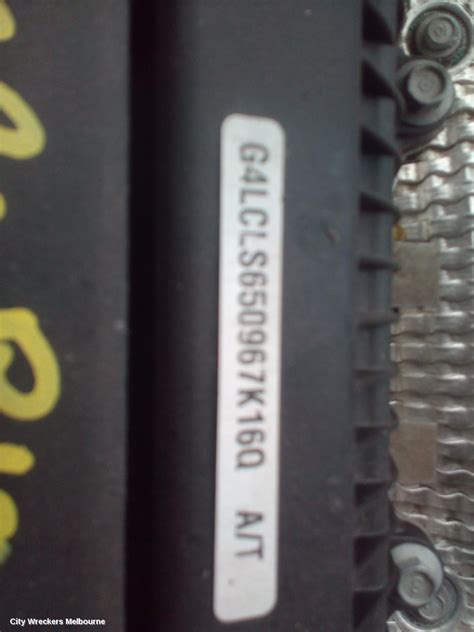 G4LCLS650967K16Q A/T
City Wreckers Melbourne